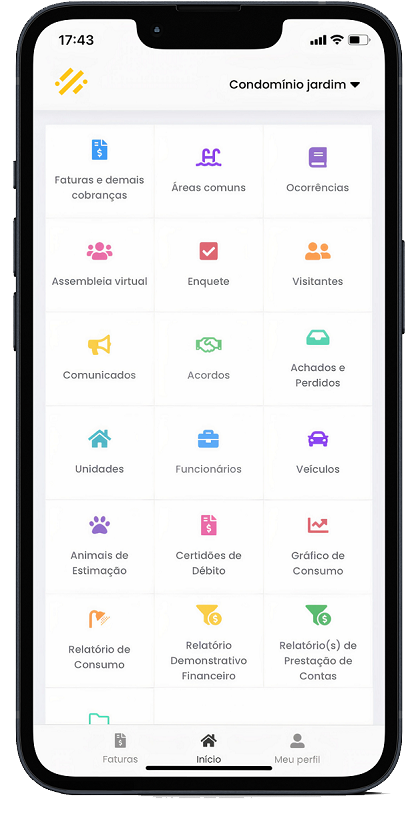 17:43
Condomínio jardim
Faturas e demais
cobranças
Áreas comuns
Ocorrências
Assembleia virtual
Enquete
Visitantes
Comunicados
Acordos
Achados e
Perdidos
Unidades
Funcionários
Veículos
Animais de
Estimação
Certidões de
Débito
Gráfico de
Consumo
Relatório de
Consumo
Relatório
Demonstrativo
Financeiro
Relatório(s) de
Prestação de
Contas
Faturas
Início
Meu perfil